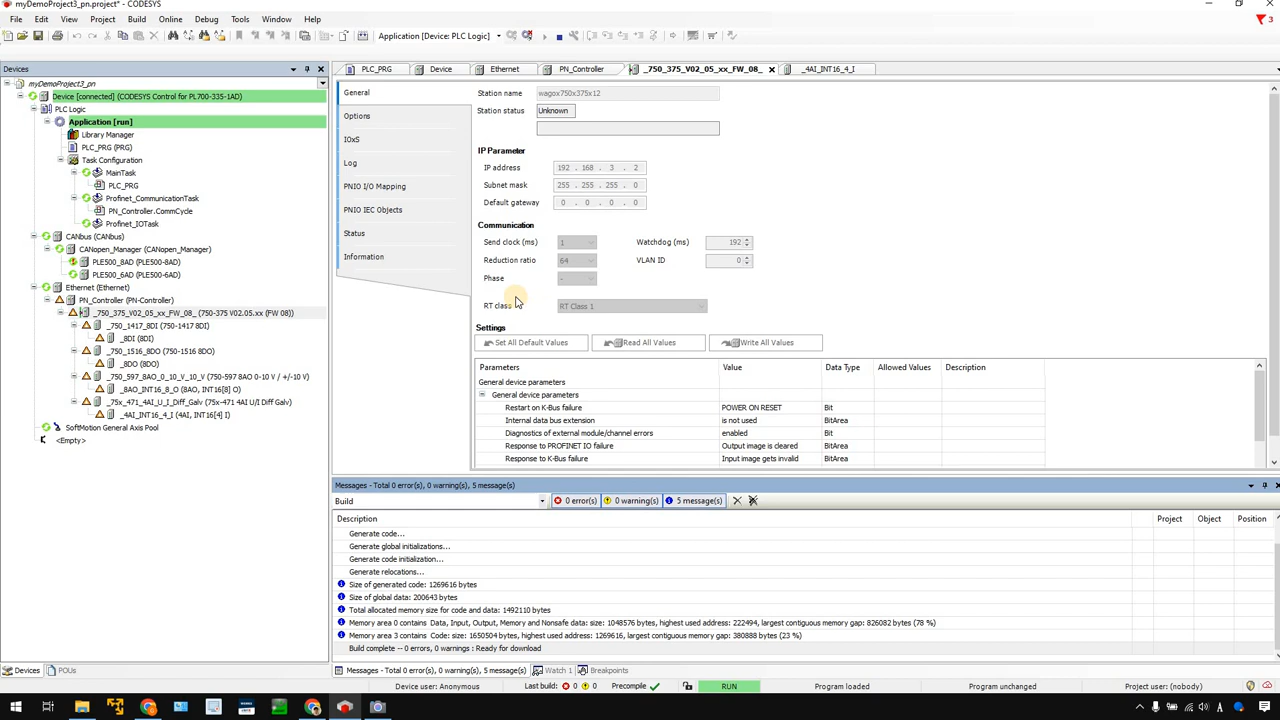 myDemoProject3_pn.project* - CODESYS
File Edit View Project Build Online Debug Tools Window Help
3
Application [Device: PLC Logic]
Devices
PLC_PRG Device Ethernet PN_Controller _750_375_V02_05_xx_FW_08_ _4AI_INT16_4_I
myDemoProject3_pn
Device [connected] (CODESYS Control for PL700-335-1AD)
PLC Logic
Application [run]
Library Manager
PLC_PRG (PRG)
Task Configuration
MainTask
PLC_PRG
Profinet_CommunicationTask
PN_Controller.CommCycle
Profinet_IOTask
CANbus (CANbus)
CANopen_Manager (CANopen_Manager)
PLE500_8AD (PLE500-8AD)
PLE500_6AD (PLE500-6AD)
Ethernet (Ethernet)
PN_Controller (PN-Controller)
_750_375_V02_05_xx_FW_08_ (750-375 V02.05.xx (FW 08))
_750_1417_8DI (750-1417 8DI)
_8DI (8DI)
_750_1516_8DO (750-1516 8DO)
_8DO (8DO)
_750_597_8AO_0_10_V_10_V (750-597 8AO 0-10 V / +/-10 V)
_8AO_INT16_8_O (8AO, INT16[8] O)
_75x_471_4AI_U_I_Diff_Galv (75x-471 4AI U/I Diff Galv)
_4AI_INT16_4_I (4AI, INT16[4] I)
SoftMotion General Axis Pool
<Empty>
Devices POUs
General
Options
IOxS
Log
PNIO I/O Mapping
PNIO IEC Objects
Status
Information
Station name wagox750x375x12
Station status Unknown
IP Parameter
IP address 192 . 168 . 3 . 2
Subnet mask 255 . 255 . 255 . 0
Default gateway 0 . 0 . 0 . 0
Communication
Send clock (ms) 1 Watchdog (ms) 192
Reduction ratio 64 VLAN ID 0
Phase -
RT class RT Class 1
Settings
Set All Default Values Read All Values Write All Values
Parameters Value Data Type Allowed Values Description
General device parameters
General device parameters
Restart on K-Bus failure POWER ON RESET Bit
Internal data bus extension is not used BitArea
Diagnostics of external module/channel errors enabled Bit
Response to PROFINET IO failure Output image is cleared BitArea
Response to K-Bus failure Input image gets invalid BitArea
Messages - Total 0 error(s), 0 warning(s), 5 message(s)
Build 0 error(s) 0 warning(s) 5 message(s)
Description Project Object Position
Generate code...
Generate global initializations...
Generate code initialization...
Generate relocations...
Size of generated code: 1269616 bytes
Size of global data: 200643 bytes
Total allocated memory size for code and data: 1492110 bytes
Memory area 0 contains Data, Input, Output, Memory and Nonsafe data: size: 1048576 bytes, highest used address: 222494, largest contiguous memory gap: 826082 (78 %)
Memory area 3 contains Code: size: 1650504 bytes, highest used address: 1269616, largest contiguous memory gap: 380888 bytes (23 %)
Build complete -- 0 errors, 0 warnings : Ready for download
Messages - Total 0 error(s), 0 warning(s), 5 message(s) Watch 1 Breakpoints
Device user: Anonymous Last build: 0 0 Precompile RUN Program loaded Program unchanged Project user: (nobody)